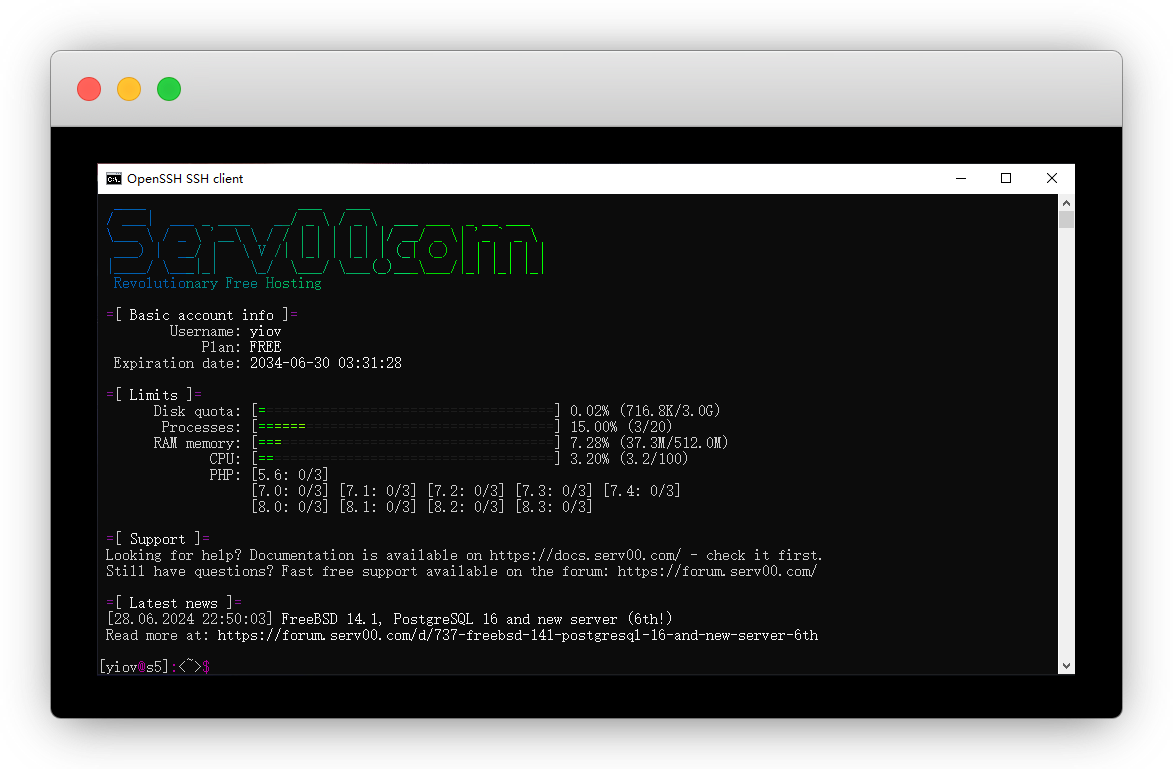 OpenSSH SSH client
Serv00.com
Revolutionary Free Hosting
=[ Basic account info ]=
Username: yiov
Plan: FREE
Expiration date: 2034-06-30 03:31:28
=[ Limits ]=
Disk quota: [= ] 0.02% (716.8K/3.0G)
Processes: [====== ] 15.00% (3/20)
RAM memory: [=== ] 7.28% (37.3M/512.0M)
CPU: [== ] 3.20% (3.2/100)
PHP: [5.6: 0/3]
[7.0: 0/3] [7.1: 0/3] [7.2: 0/3] [7.3: 0/3] [7.4: 0/3]
[8.0: 0/3] [8.1: 0/3] [8.2: 0/3] [8.3: 0/3]
=[ Support ]=
Looking for help? Documentation is available on https://docs.serv00.com/ - check it first.
Still have questions? Fast free support available on the forum: https://forum.serv00.com/
=[ Latest news ]=
[28.06.2024 22:50:03] FreeBSD 14.1, PostgreSQL 16 and new server (6th!)
Read more at: https://forum.serv00.com/d/737-freebsd-141-postgresql-16-and-new-server-6th
[yiov@s5]:<~>$